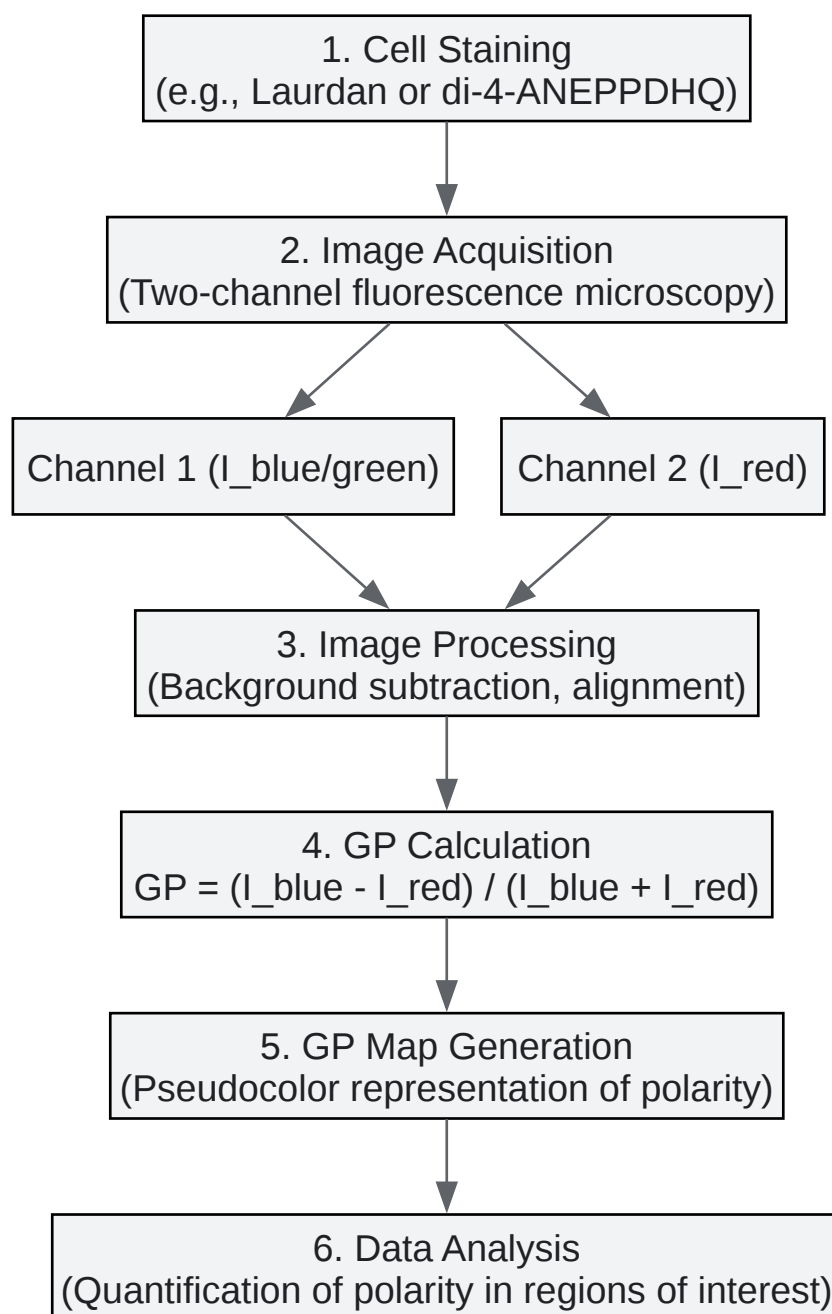 1. Cell Staining
(e.g., Laurdan or di-4-ANEPPDHQ)
2. Image Acquisition
(Two-channel fluorescence microscopy)
Channel 1 (I_blue/green)
Channel 2 (I_red)
3. Image Processing
(Background subtraction, alignment)
4. GP Calculation
GP = (I_blue - I_red) / (I_blue + I_red)
5. GP Map Generation
(Pseudocolor representation of polarity)
6. Data Analysis
(Quantification of polarity in regions of interest)